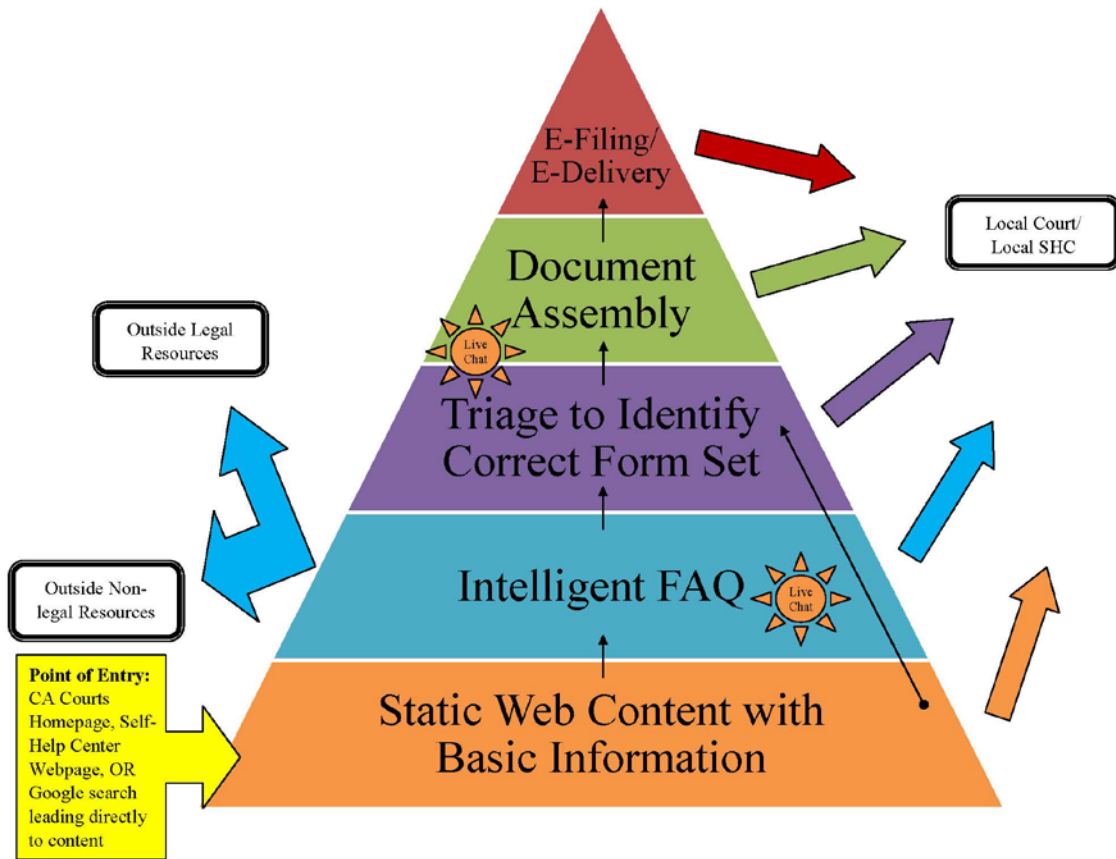 E-Filing/
E-Delivery
Local Court/
Local SHC
Document
Assembly
Outside Legal
Resources
Live
Chat
Triage to Identify
Correct Form Set
Outside Non-
legal Resources
Intelligent FAQ
Live
Chat
Point of Entry:
CA Courts
Homepage, Self-
Help Center
Webpage, OR
Google search
leading directly
to content
Static Web Content with
Basic Information